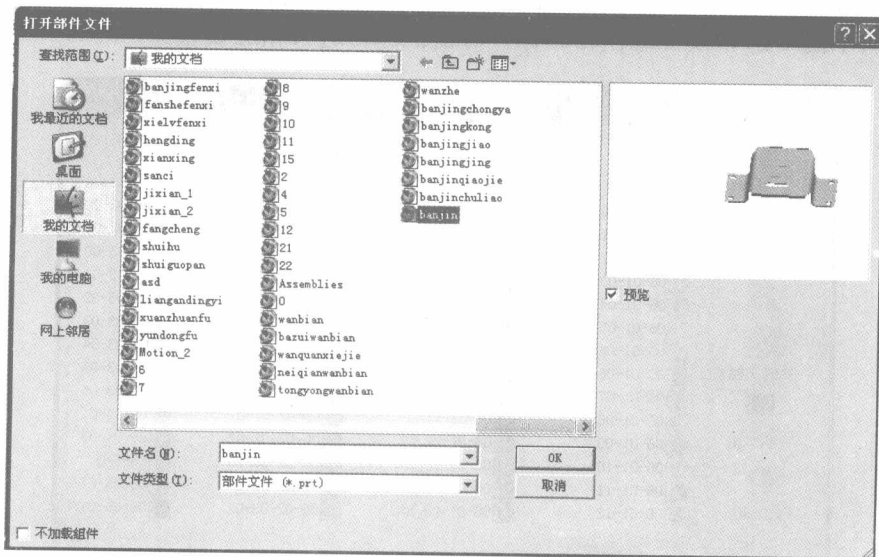 打开部件文件
查找范围(I):
我的文档
我最近的文档
桌面
我的文档
我的电脑
网上邻居
banjingfenxi
fanshefenxi
xielvfenxi
hengding
xianxing
sanci
jixian_1
jixian_2
fangcheng
shuihu
shuiguopan
asd
liangandingyi
xuanzhuanfu
yundongfu
Motion_2
6
7
8
9
10
11
15
2
4
5
12
21
22
Assemblies
0
wanbian
bazuiwanbian
wanquanxiejie
neiqianwanbian
tongyongwanbian
wanzhe
banjingchongya
banjingkong
banjingjiao
banjingjing
banjinqiaojie
banjinchuliao
banjin
预览
文件名(N):
banjin
OK
文件类型(T):
部件文件 (*.prt)
取消
不加载组件